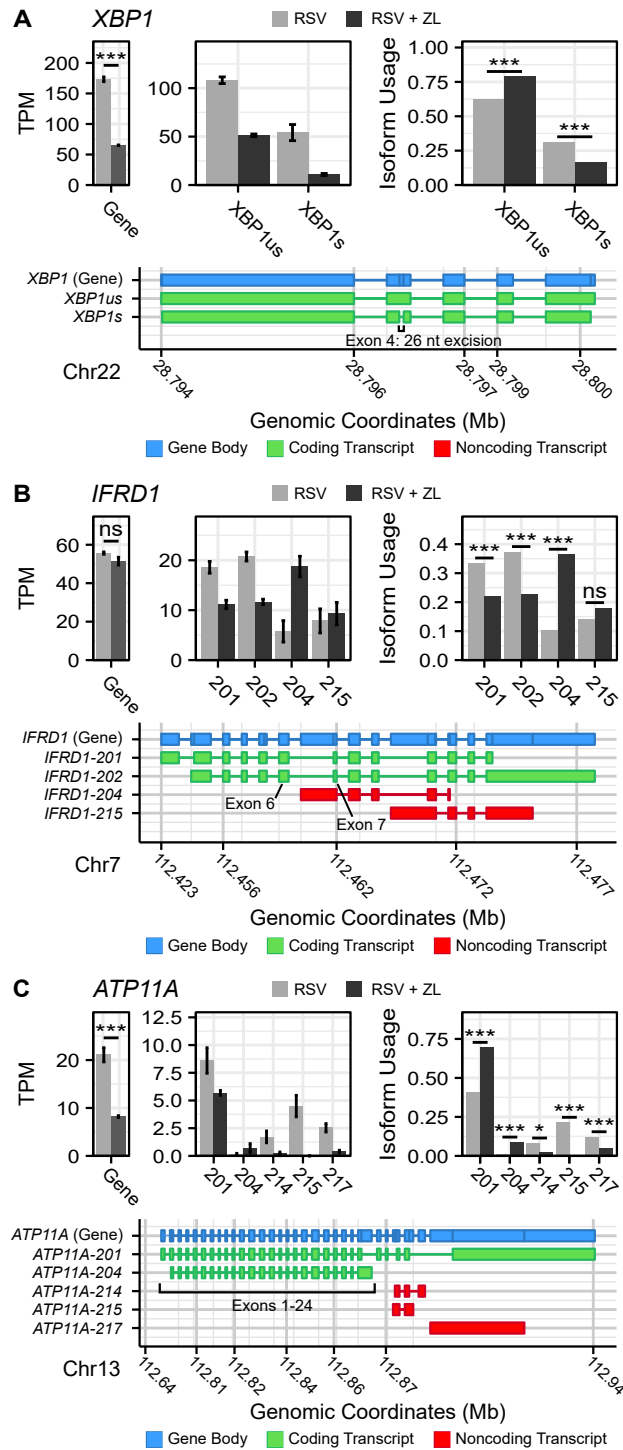 A XBP1
RSV RSV + ZL
TPM
200
150
100
50
0
***
Gene
100
50
0
XBP1us XBP1s
Isoform Usage
1.00
0.75
0.50
0.25
0.00
*** ***
XBP1us XBP1s
XBP1 (Gene)
XBP1us
XBP1s
Exon 4: 26 nt excision
Chr22
28.794 28.796 28.797 28.799 28.800
Genomic Coordinates (Mb)
Gene Body Coding Transcript Noncoding Transcript
B IFRD1
RSV RSV + ZL
TPM
60
40
20
0
ns
Gene
20
10
0
201 202 204 215
Isoform Usage
0.4
0.3
0.2
0.1
0.0
*** *** *** ns
201 202 204 215
IFRD1 (Gene)
IFRD1-201
IFRD1-202
IFRD1-204
IFRD1-215
Exon 6
Exon 7
Chr7
112.423 112.456 112.462 112.472 112.477
Genomic Coordinates (Mb)
Gene Body Coding Transcript Noncoding Transcript
C ATP11A
RSV RSV + ZL
TPM
20
10
0
***
Gene
12.5
10.0
7.5
5.0
2.5
0.0
201 204 214 215 217
Isoform Usage
0.75
0.50
0.25
0.00
*** *** * *** ***
201 204 214 215 217
ATP11A (Gene)
ATP11A-201
ATP11A-204
ATP11A-214
ATP11A-215
ATP11A-217
Exons 1-24
Chr13
112.64 112.81 112.82 112.84 112.86 112.87 112.94
Genomic Coordinates (Mb)
Gene Body Coding Transcript Noncoding Transcript